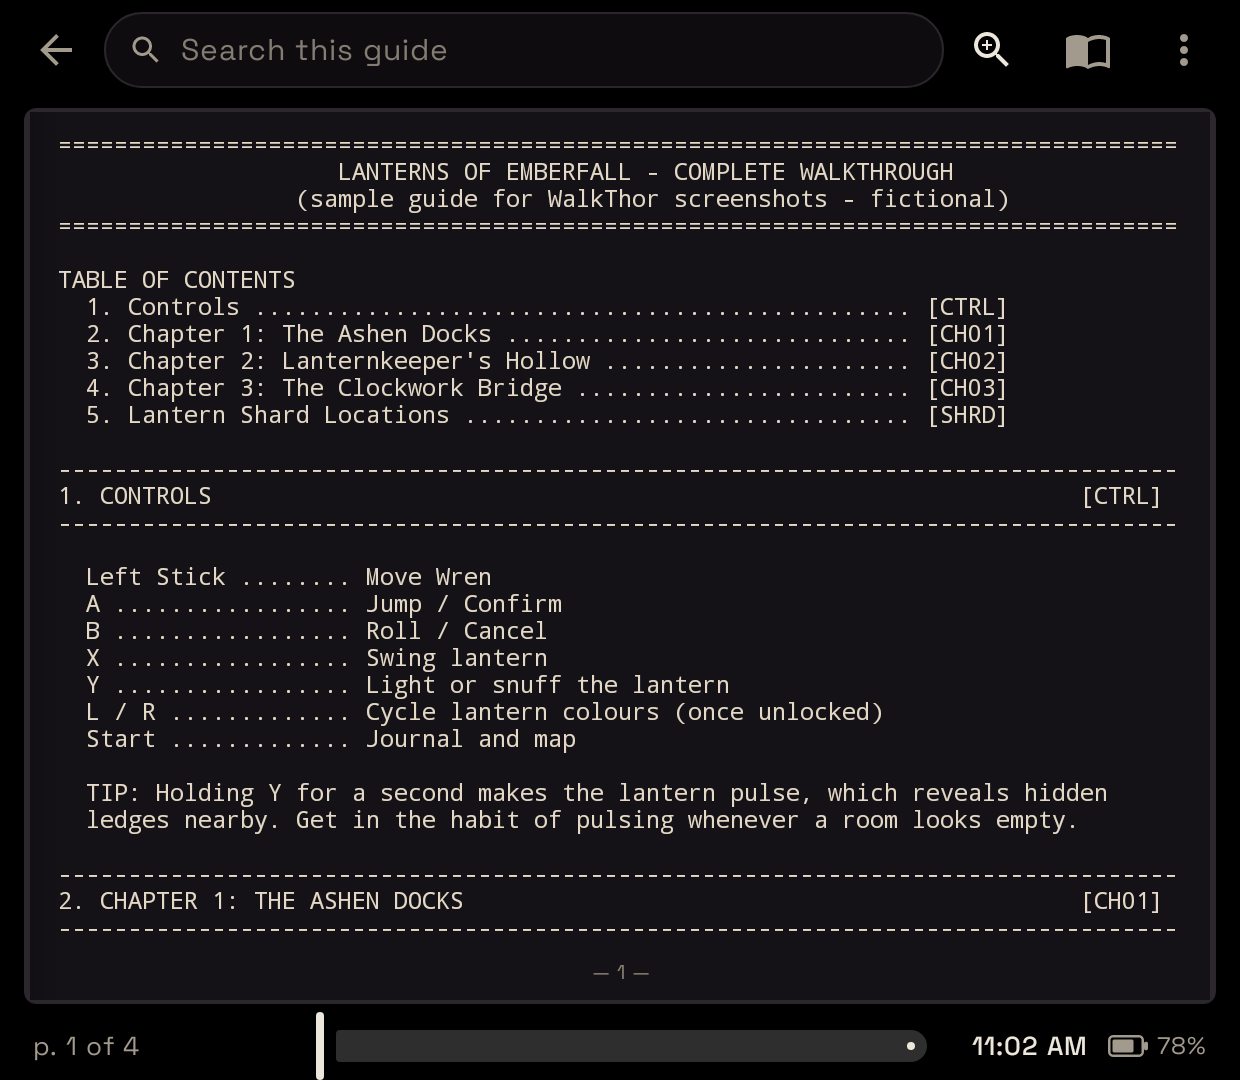 Search this guide
================================================================================
LANTERNS OF EMBERFALL - COMPLETE WALKTHROUGH
(sample guide for WalkThor screenshots - fictional)
================================================================================
TABLE OF CONTENTS
1. Controls ............................................... [CTRL]
2. Chapter 1: The Ashen Docks ............................. [CH01]
3. Chapter 2: Lanternkeeper's Hollow ...................... [CH02]
4. Chapter 3: The Clockwork Bridge ........................ [CH03]
5. Lantern Shard Locations ................................ [SHRD]
--------------------------------------------------------------------------------
1. CONTROLS [CTRL]
--------------------------------------------------------------------------------
Left Stick ........ Move Wren
A ................. Jump / Confirm
B ................. Roll / Cancel
X ................. Swing lantern
Y ................. Light or snuff the lantern
L / R ............. Cycle lantern colours (once unlocked)
Start ............. Journal and map
TIP: Holding Y for a second makes the lantern pulse, which reveals hidden
ledges nearby. Get in the habit of pulsing whenever a room looks empty.
--------------------------------------------------------------------------------
2. CHAPTER 1: THE ASHEN DOCKS [CH01]
--------------------------------------------------------------------------------
— 1 —
p. 1 of 4
11:02 AM 78%